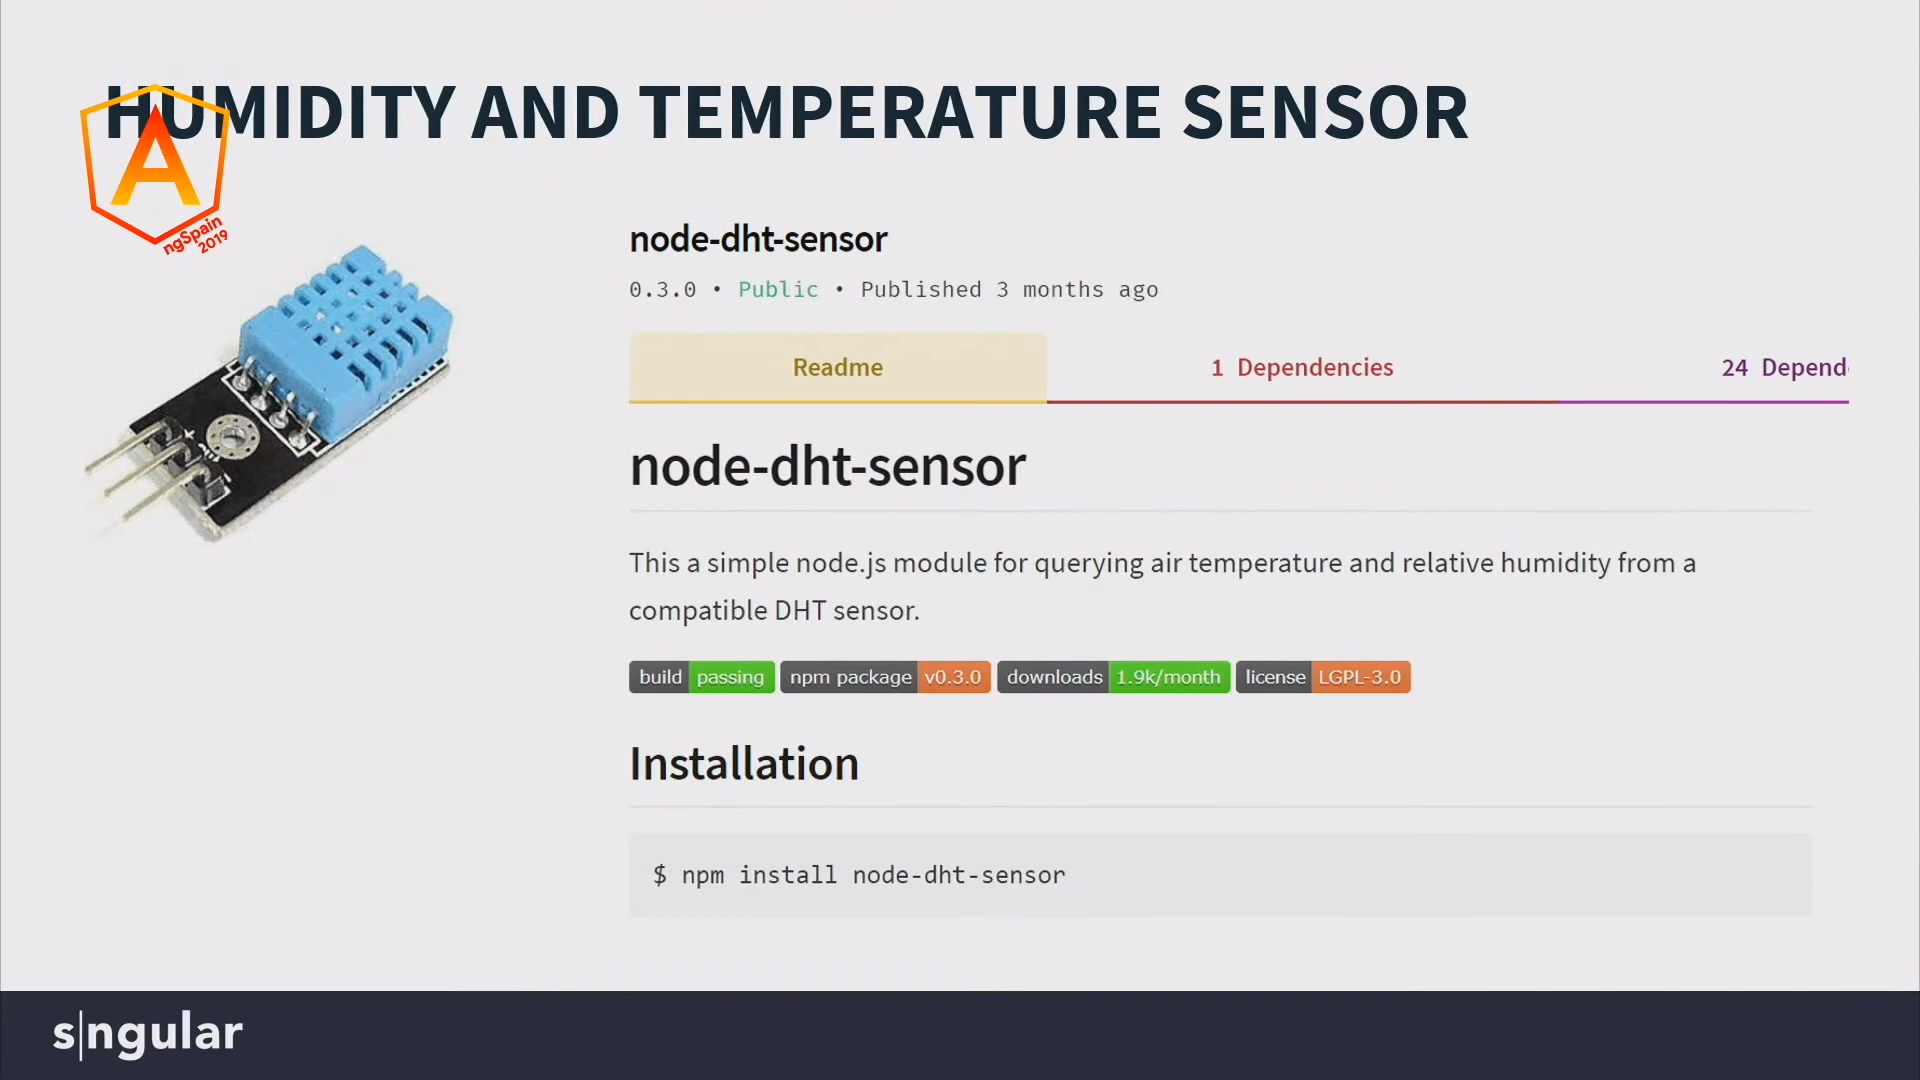 HUMIDITY AND TEMPERATURE SENSOR
A
ngSpain
2019
node-dht-sensor
0.3.0 • Public • Published 3 months ago
Readme
1 Dependencies
24 Depend
node-dht-sensor
This a simple node.js module for querying air temperature and relative humidity from a
compatible DHT sensor.
build passing npm package v0.3.0 downloads 1.9k/month license LGPL-3.0
Installation
$ npm install node-dht-sensor
s|ngular